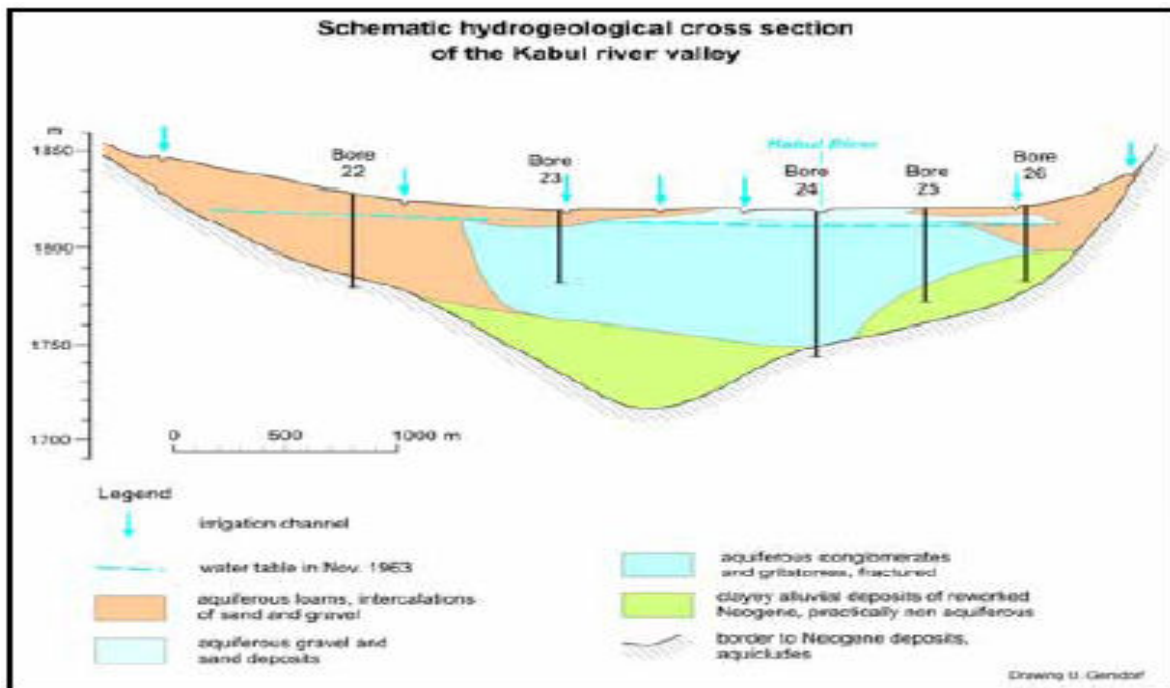 Schematic hydrogeological cross section
of the Kabul river valley
m
1850
1800
1750
1700
Bore
22
Bore
23
Kabul River
Bore
24
Bore
25
Bore
26
0 500 1000 m
Legend
irrigation channel
water table in Nov. 1963
aquiferous loams, intercalations
of sand and gravel
aquiferous gravel and
sand deposits
aquiferous conglomerates
and gritstones, fractured
clayey alluvial deposits of reworked
Neogene, practically non aquiferous
border to Neogene deposits,
aquicludes
Drawing U. Gerndorf